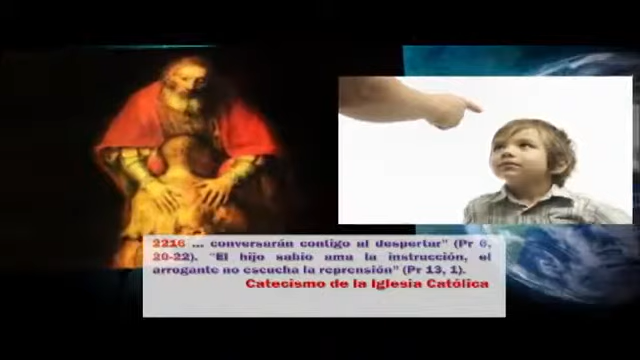 2216 ... conversarán contigo al despertar" (Pr 6,
20-22). "El hijo sabio ama la instrucción, el
arrogante no escucha la reprensión" (Pr 13, 1).
Catecismo de la Iglesia Católica